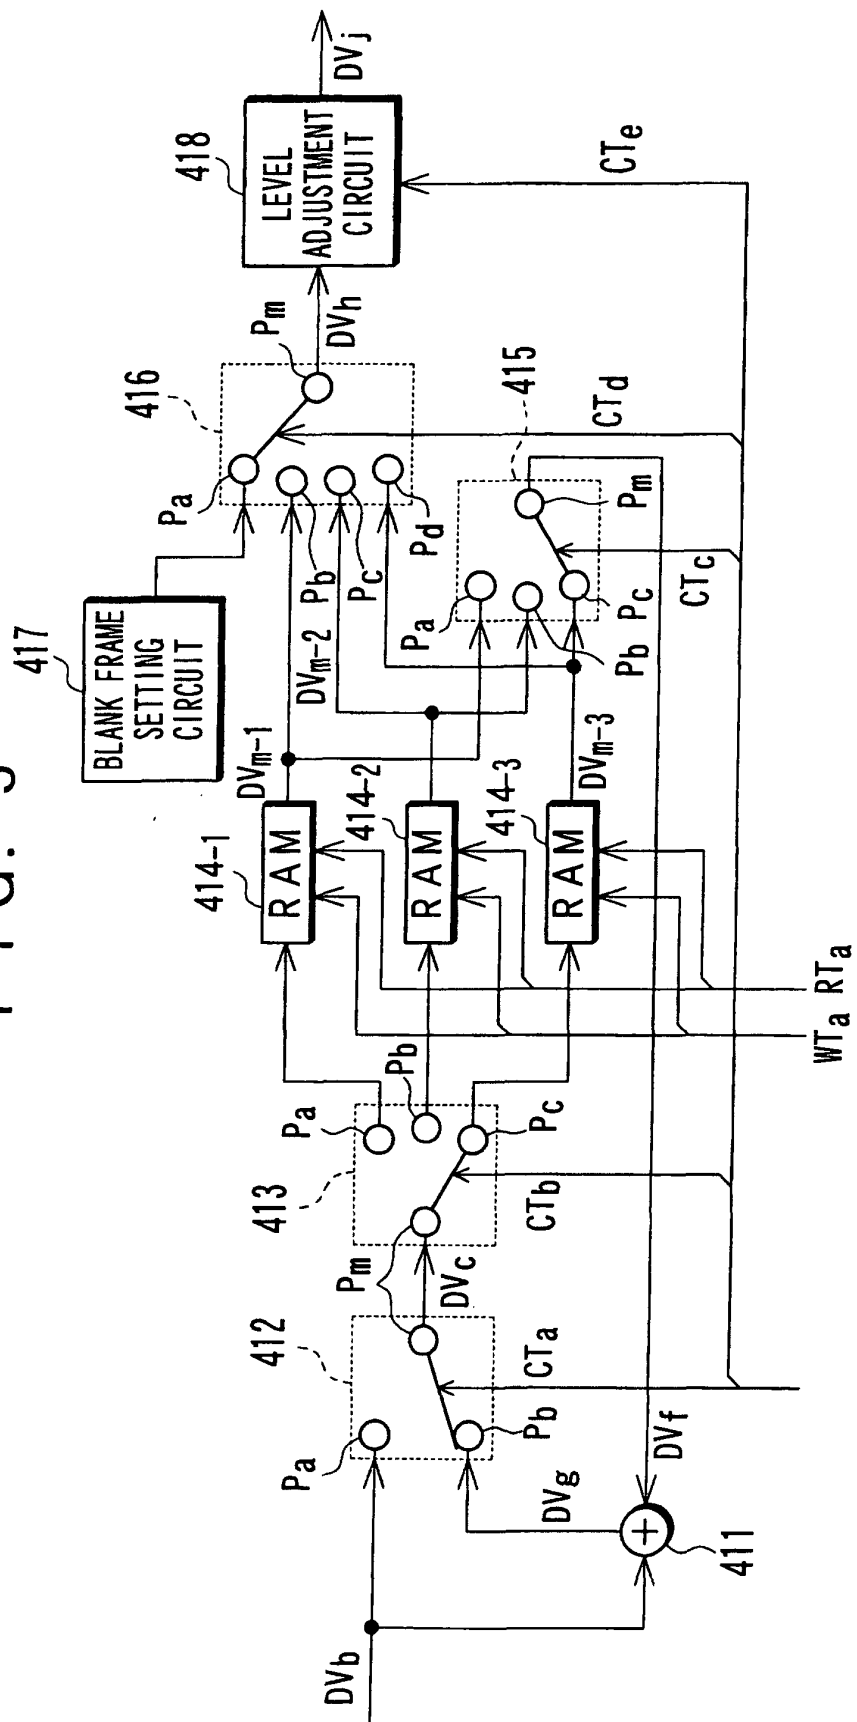 417
BLANK FRAME
SETTING
CIRCUIT
416
Pa
Pb
Pc
Pd
Pm
DVh
418
LEVEL
ADJUSTMENT
CIRCUIT
DVj
CTe
CTd
415
Pa
Pb
Pc
Pm
CTc
DVm-1
DVm-2
DVm-3
414-1
RAM
414-2
RAM
414-3
RAM
WTa
RTa
413
Pa
Pb
Pc
Pm
CTb
DVc
412
Pa
Pb
CTa
DVb
DVg
DVf
411
+